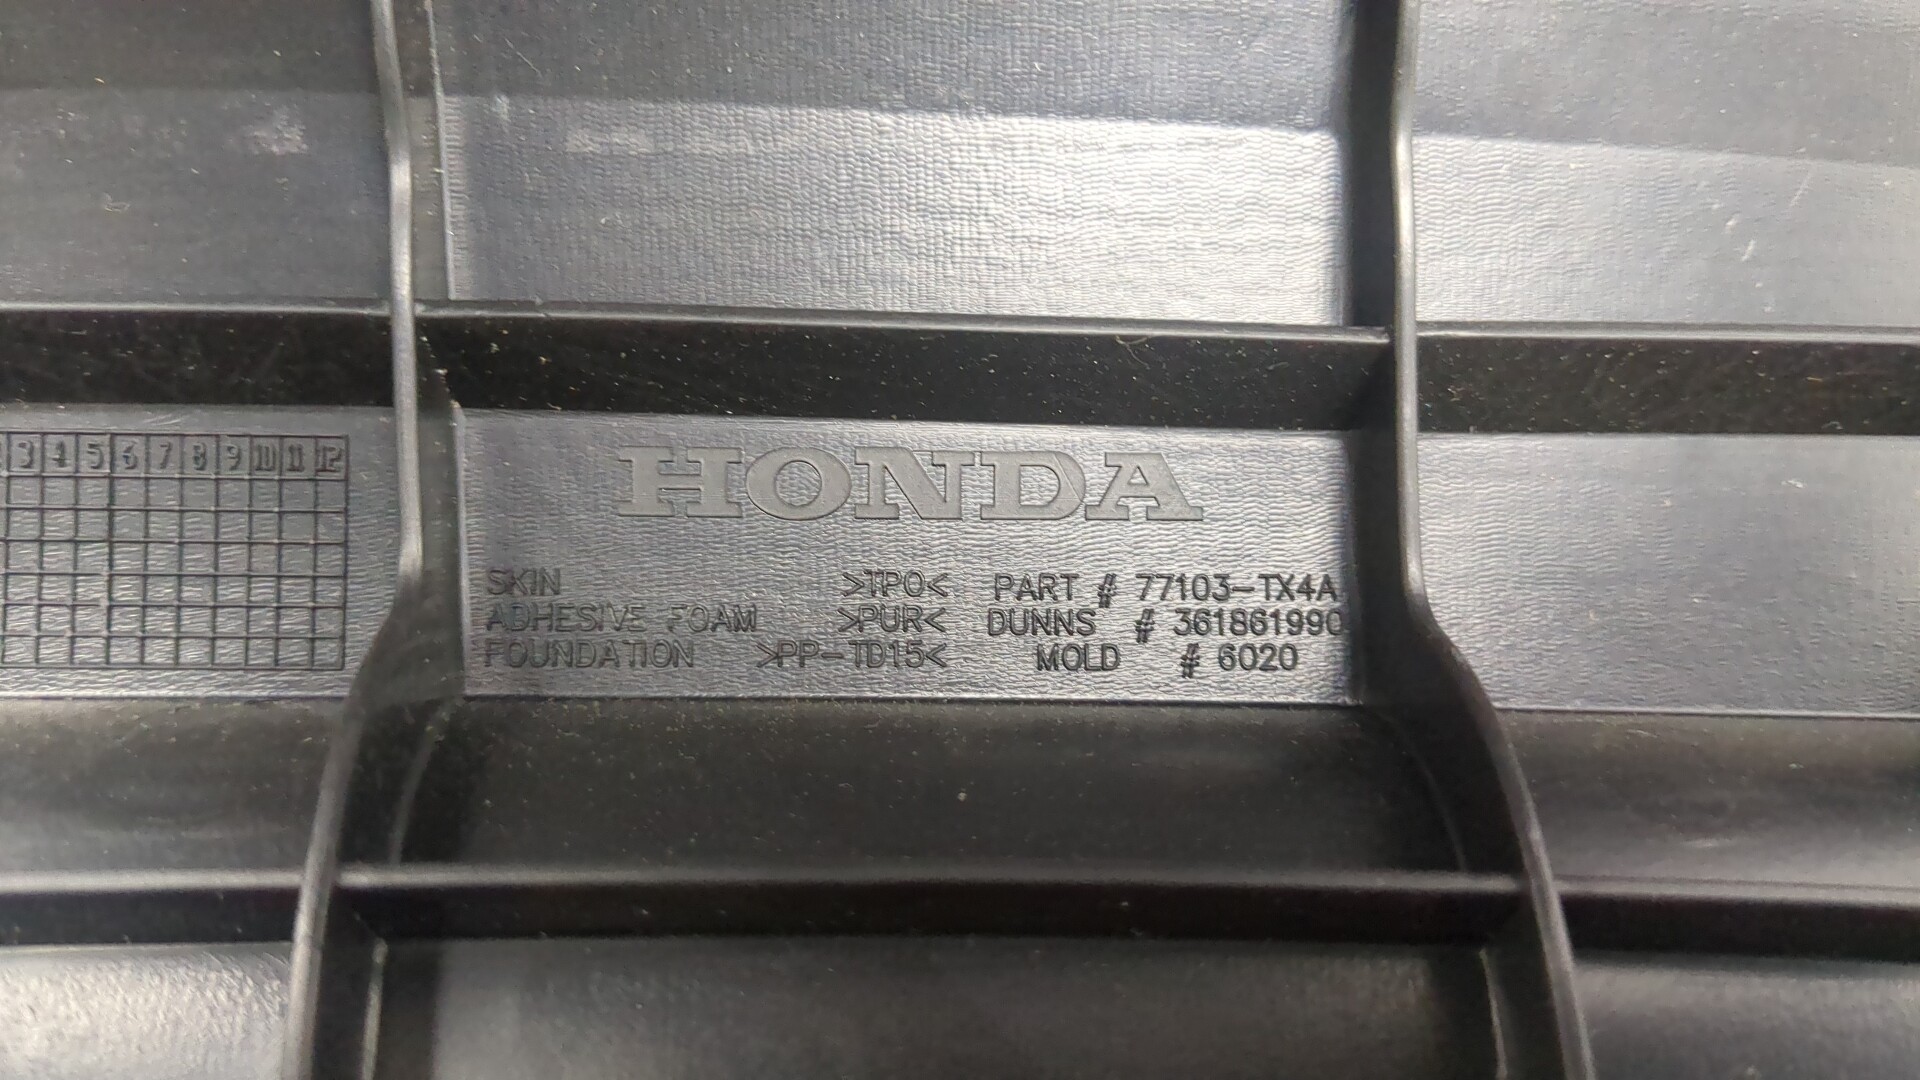 3 4 5 6 7 8 9 10 11 12
HONDA
SKIN >TPO< PART # 77103-TX4A
ADHESIVE FOAM >PUR< DUNNS # 361861990
FOUNDATION >PP-TD15< MOLD # 6020